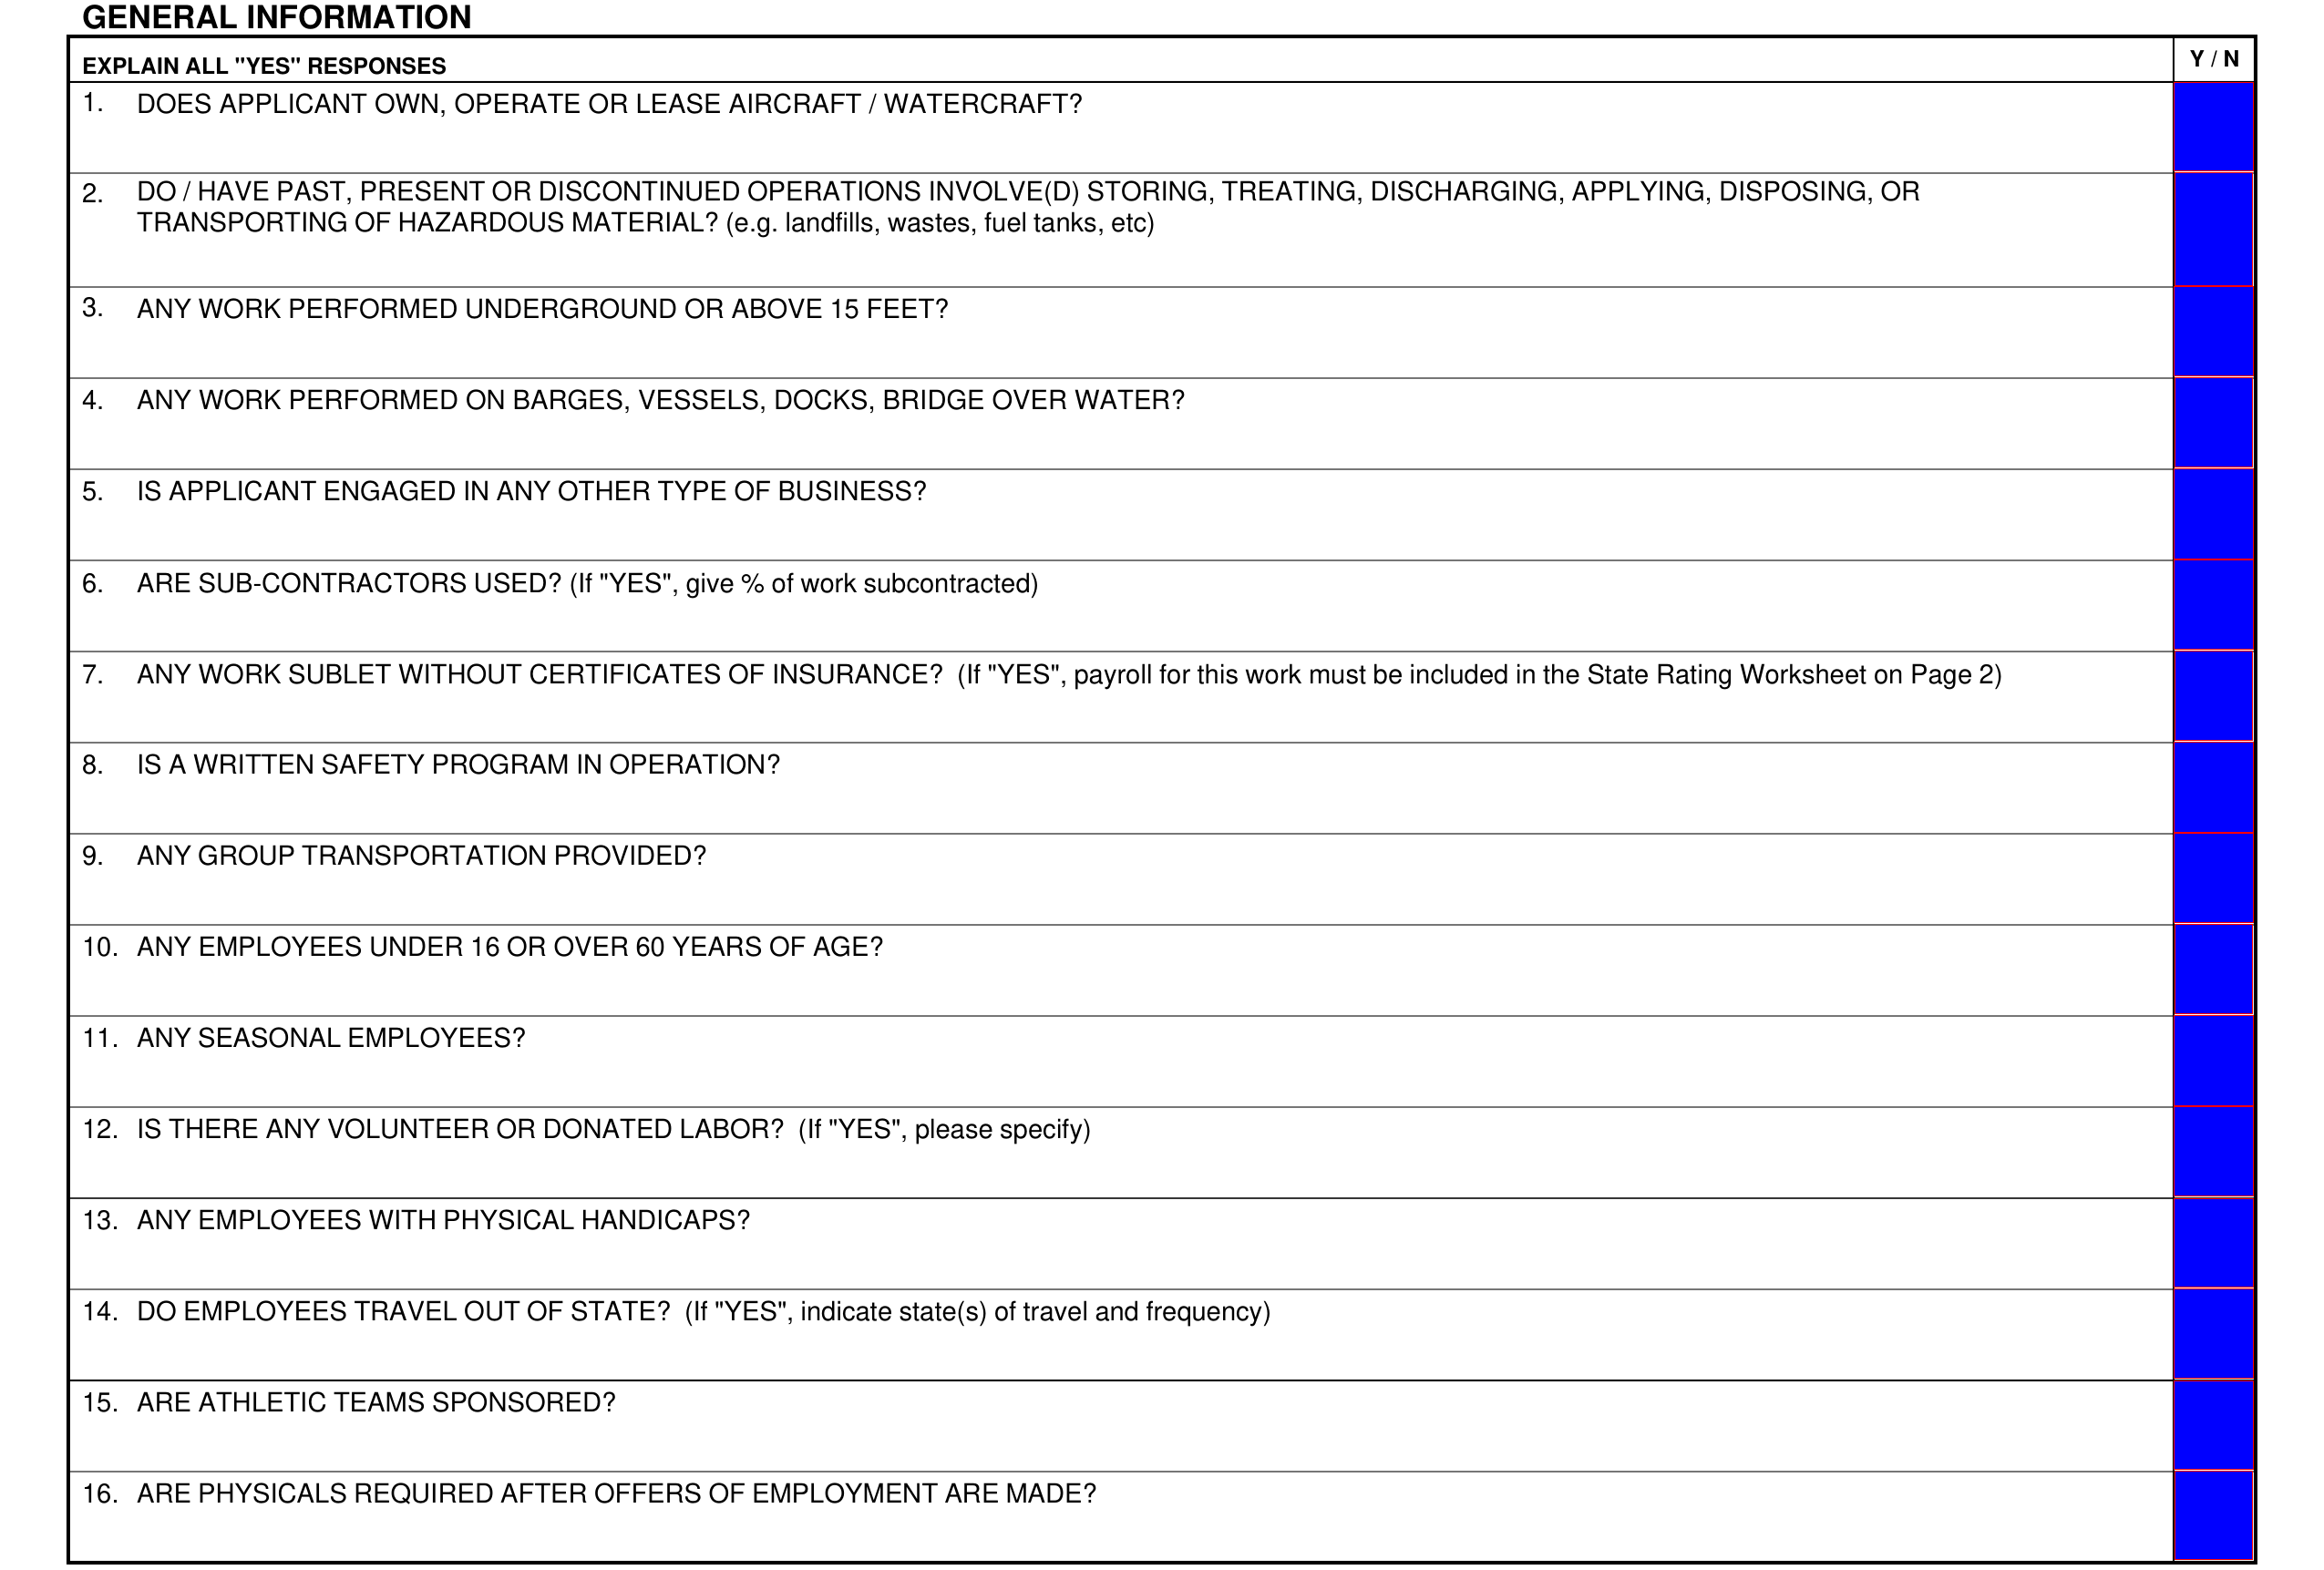 GENERAL INFORMATION
EXPLAIN ALL "YES" RESPONSES Y / N
1. DOES APPLICANT OWN, OPERATE OR LEASE AIRCRAFT / WATERCRAFT?
2. DO / HAVE PAST, PRESENT OR DISCONTINUED OPERATIONS INVOLVE(D) STORING, TREATING, DISCHARGING, APPLYING, DISPOSING, OR
TRANSPORTING OF HAZARDOUS MATERIAL? (e.g. landfills, wastes, fuel tanks, etc)
3. ANY WORK PERFORMED UNDERGROUND OR ABOVE 15 FEET?
4. ANY WORK PERFORMED ON BARGES, VESSELS, DOCKS, BRIDGE OVER WATER?
5. IS APPLICANT ENGAGED IN ANY OTHER TYPE OF BUSINESS?
6. ARE SUB-CONTRACTORS USED? (If "YES", give % of work subcontracted)
7. ANY WORK SUBLET WITHOUT CERTIFICATES OF INSURANCE? (If "YES", payroll for this work must be included in the State Rating Worksheet on Page 2)
8. IS A WRITTEN SAFETY PROGRAM IN OPERATION?
9. ANY GROUP TRANSPORTATION PROVIDED?
10. ANY EMPLOYEES UNDER 16 OR OVER 60 YEARS OF AGE?
11. ANY SEASONAL EMPLOYEES?
12. IS THERE ANY VOLUNTEER OR DONATED LABOR? (If "YES", please specify)
13. ANY EMPLOYEES WITH PHYSICAL HANDICAPS?
14. DO EMPLOYEES TRAVEL OUT OF STATE? (If "YES", indicate state(s) of travel and frequency)
15. ARE ATHLETIC TEAMS SPONSORED?
16. ARE PHYSICALS REQUIRED AFTER OFFERS OF EMPLOYMENT ARE MADE?